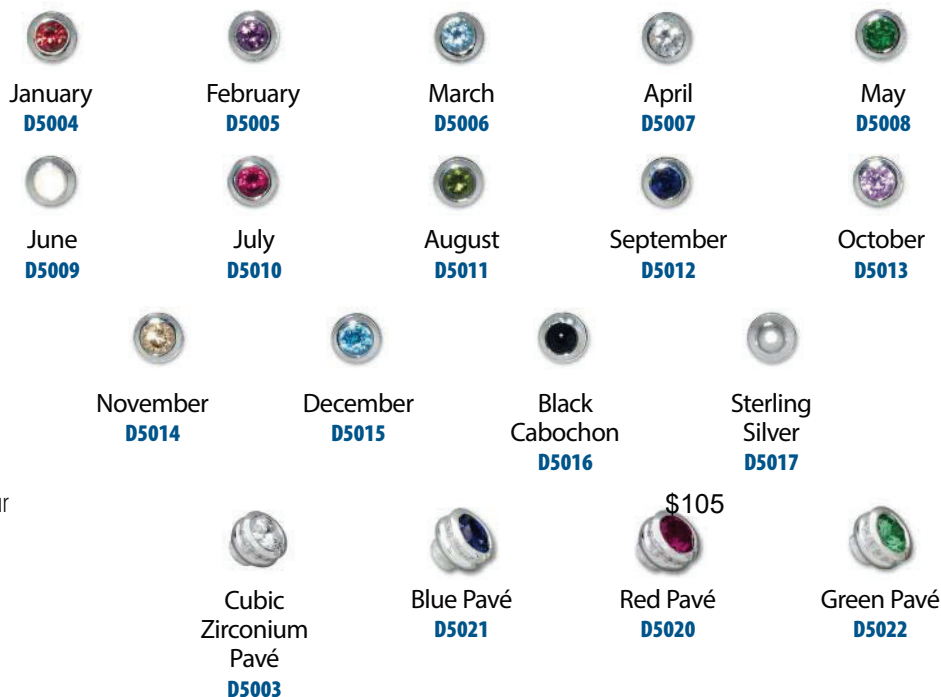 January February March April May
D5004 D5005 D5006 D5007 D5008
June July August September October
D5009 D5010 D5011 D5012 D5013
November December Black Cabochon Sterling Silver
D5014 D5015 D5016 D5017
$105
Cubic Zirconium Pavé
D5003
Blue Pavé
D5021
Red Pavé
D5020
Green Pavé
D5022